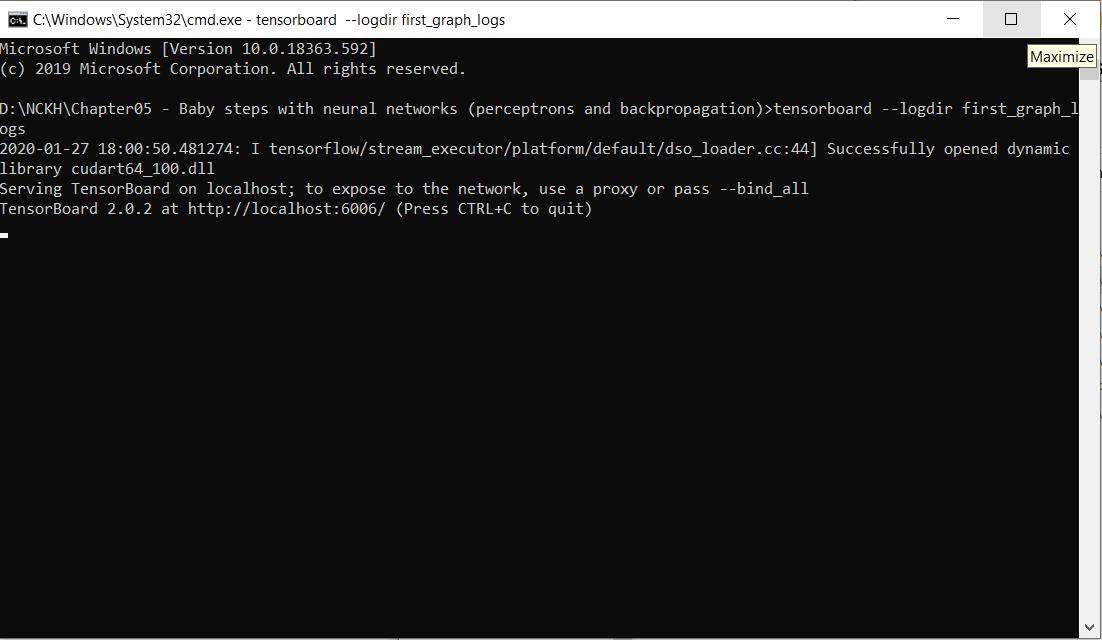 C:\Windows\System32\cmd.exe - tensorboard  --logdir first_graph_logs
Maximize
Microsoft Windows [Version 10.0.18363.592]
(c) 2019 Microsoft Corporation. All rights reserved.
D:\NCKH\Chapter05 - Baby steps with neural networks (perceptrons and backpropagation)>tensorboard --logdir first_graph_l
ogs
2020-01-27 18:00:50.481274: I tensorflow/stream_executor/platform/default/dso_loader.cc:44] Successfully opened dynamic
library cudart64_100.dll
Serving TensorBoard on localhost; to expose to the network, use a proxy or pass --bind_all
TensorBoard 2.0.2 at http://localhost:6006/ (Press CTRL+C to quit)